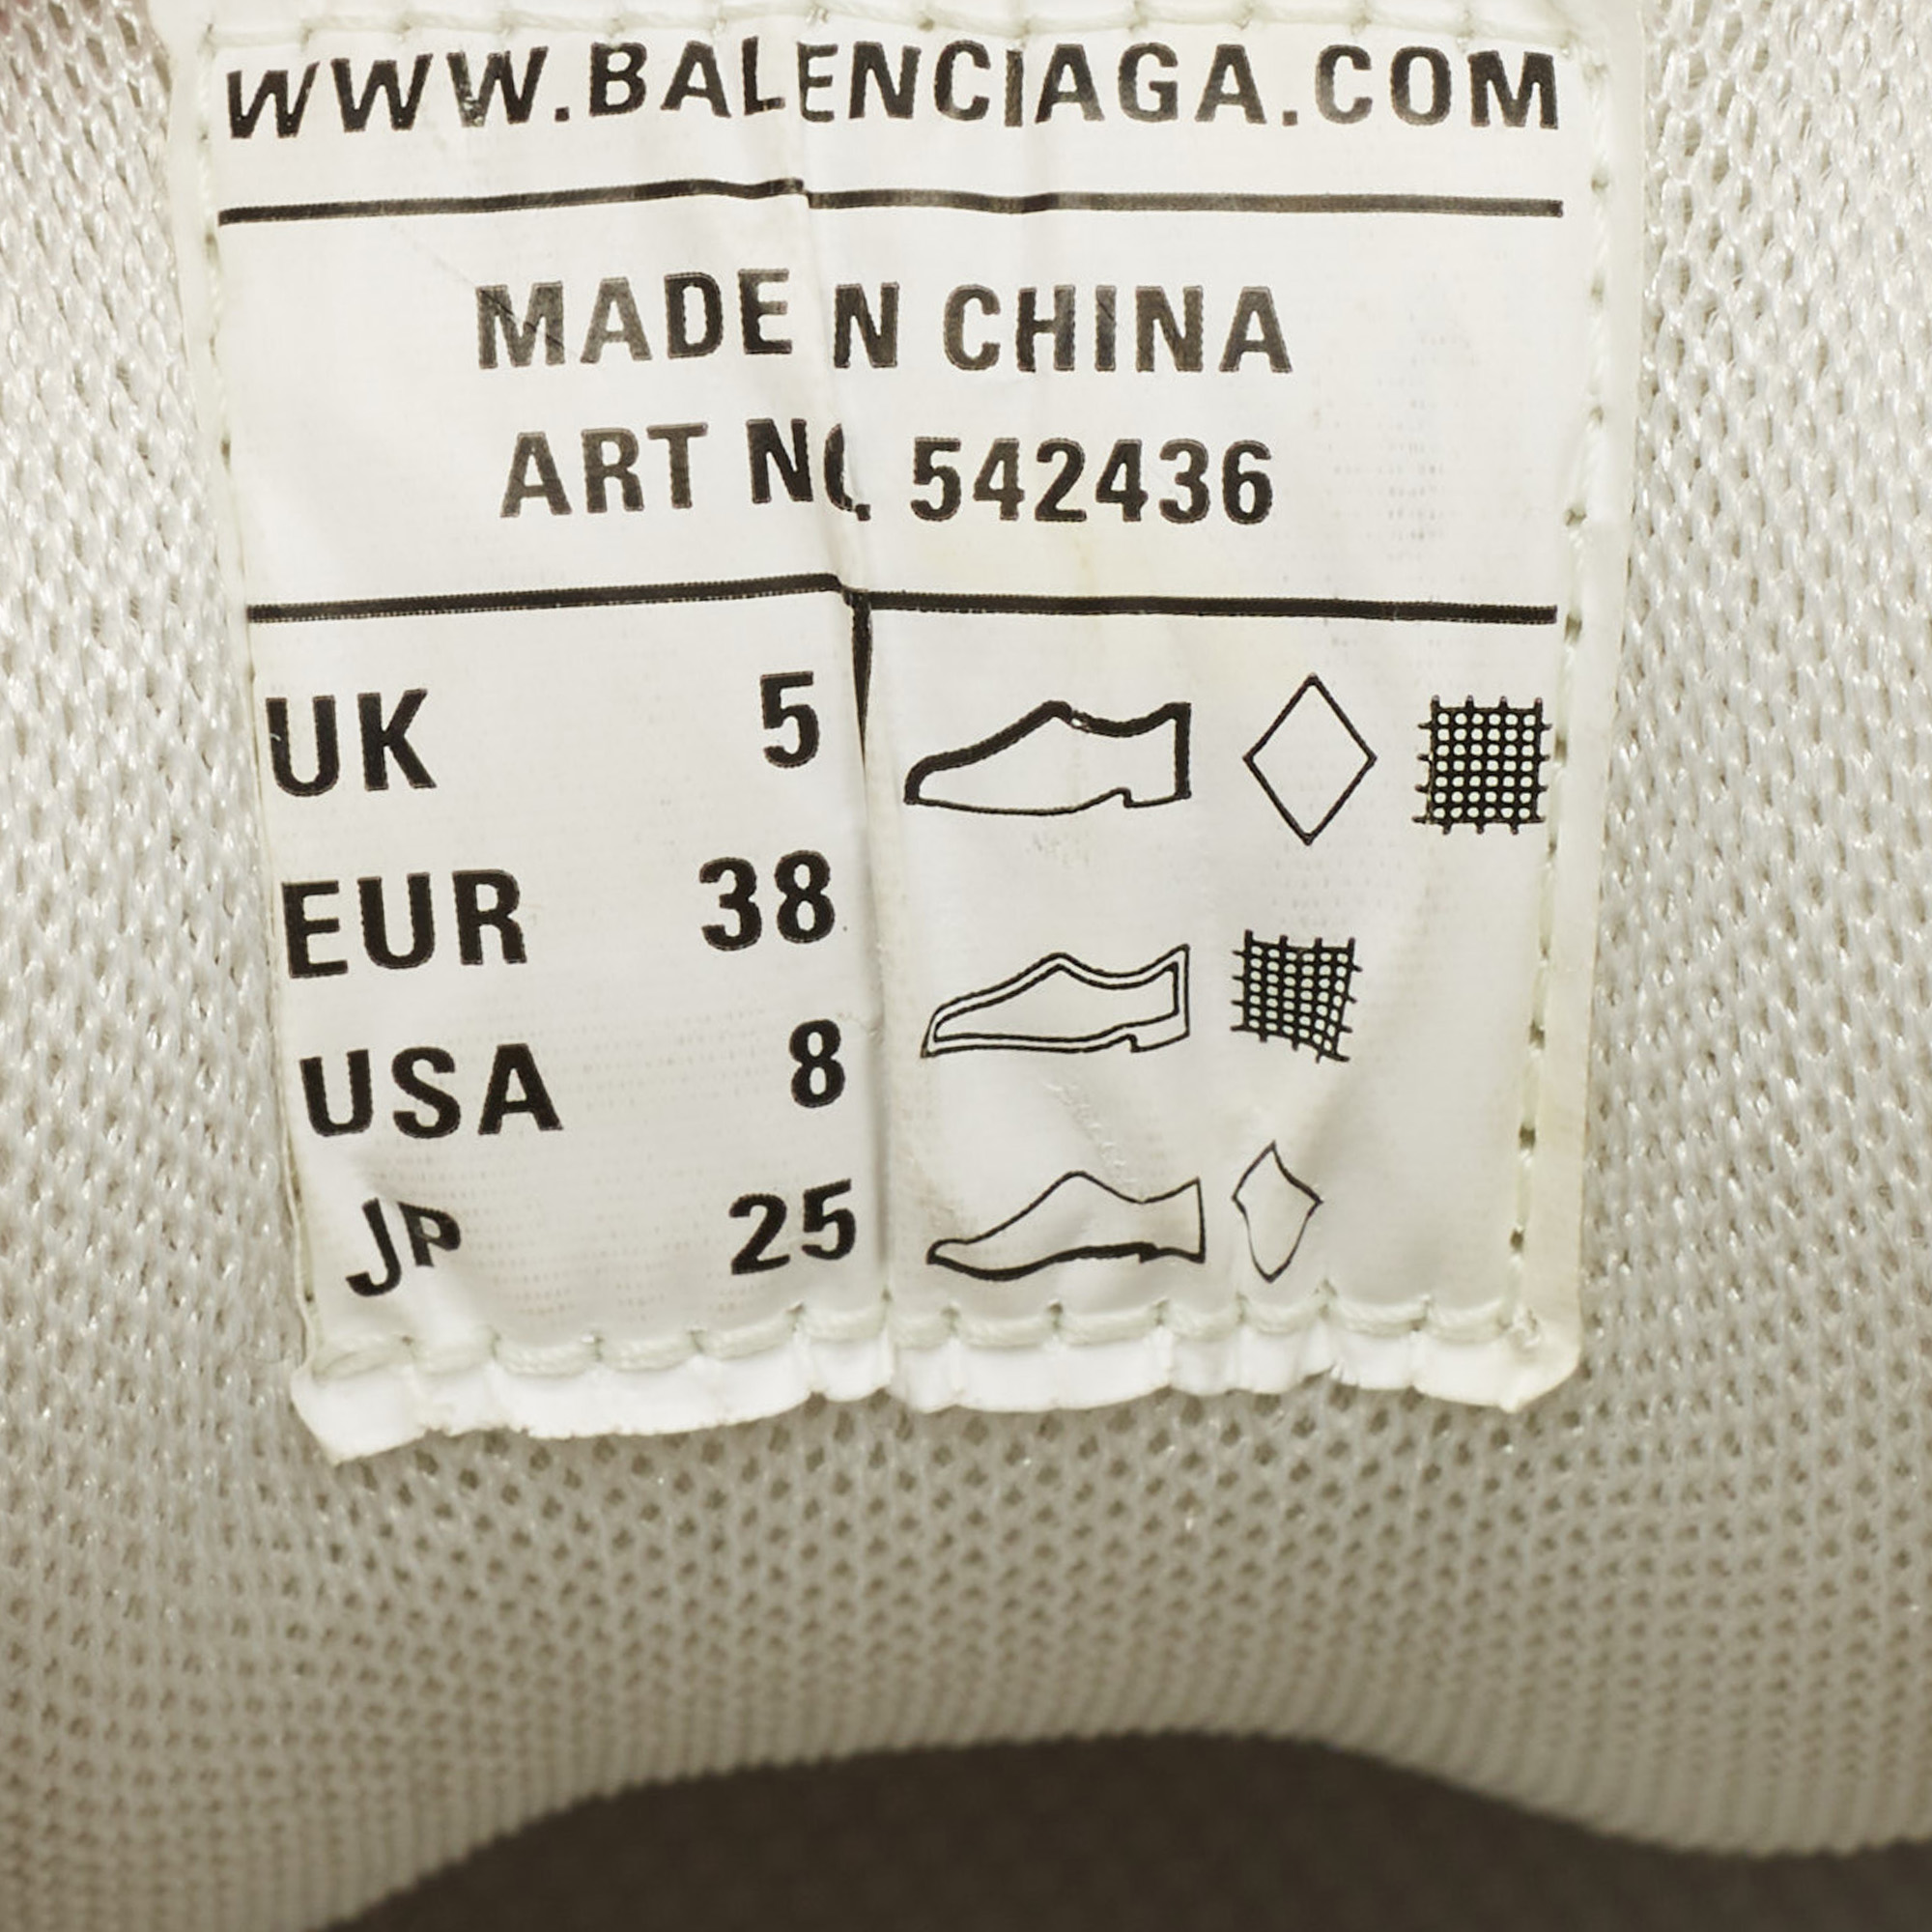 WWW.BALENCIAGA.COM
MADE N CHINA
ART NO. 542436
UK 5
EUR 38
USA 8
JP 25